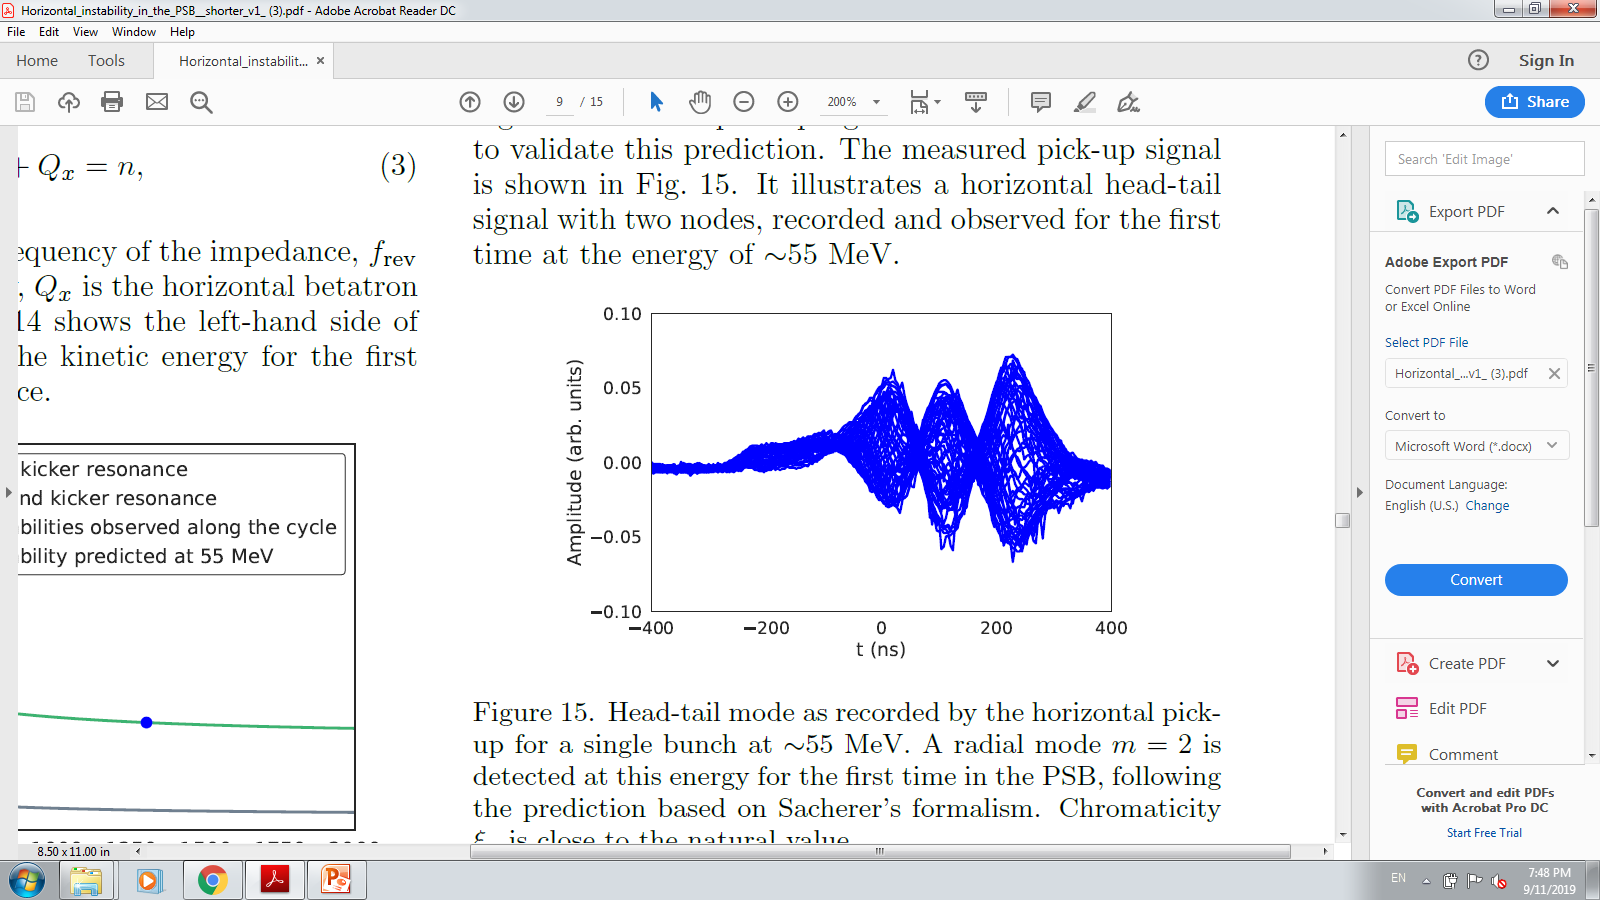 Horizontal_instability_in_the_PSB__shorter_v1_ (3).pdf - Adobe Acrobat Reader DC
File Edit View Window Help
Home Tools Horizontal_instabilit... ×
? Sign In
9 / 15 200% Share
+ Qx = n, (3)
equency of the impedance, frev
, Qx is the horizontal betatron
14 shows the left-hand side of
he kinetic energy for the first
ce.
kicker resonance
nd kicker resonance
bilities observed along the cycle
bility predicted at 55 MeV
8.50 x 11.00 in
to validate this prediction. The measured pick-up signal
is shown in Fig. 15. It illustrates a horizontal head-tail
signal with two nodes, recorded and observed for the first
time at the energy of ~55 MeV.
0.10
0.05
0.00
−0.05
−0.10
Amplitude (arb. units)
−400 −200 0 200 400
t (ns)
Figure 15. Head-tail mode as recorded by the horizontal pick-
up for a single bunch at ~55 MeV. A radial mode m = 2 is
detected at this energy for the first time in the PSB, following
the prediction based on Sacherer's formalism. Chromaticity
ξ is close to the natural value
Search 'Edit Image'
Export PDF
Adobe Export PDF
Convert PDF Files to Word
or Excel Online
Select PDF File
Horizontal_...v1_ (3).pdf
Convert to
Microsoft Word (*.docx)
Document Language:
English (U.S.) Change
Convert
Create PDF
Edit PDF
Comment
Convert and edit PDFs
with Acrobat Pro DC
Start Free Trial
EN
7:48 PM
9/11/2019